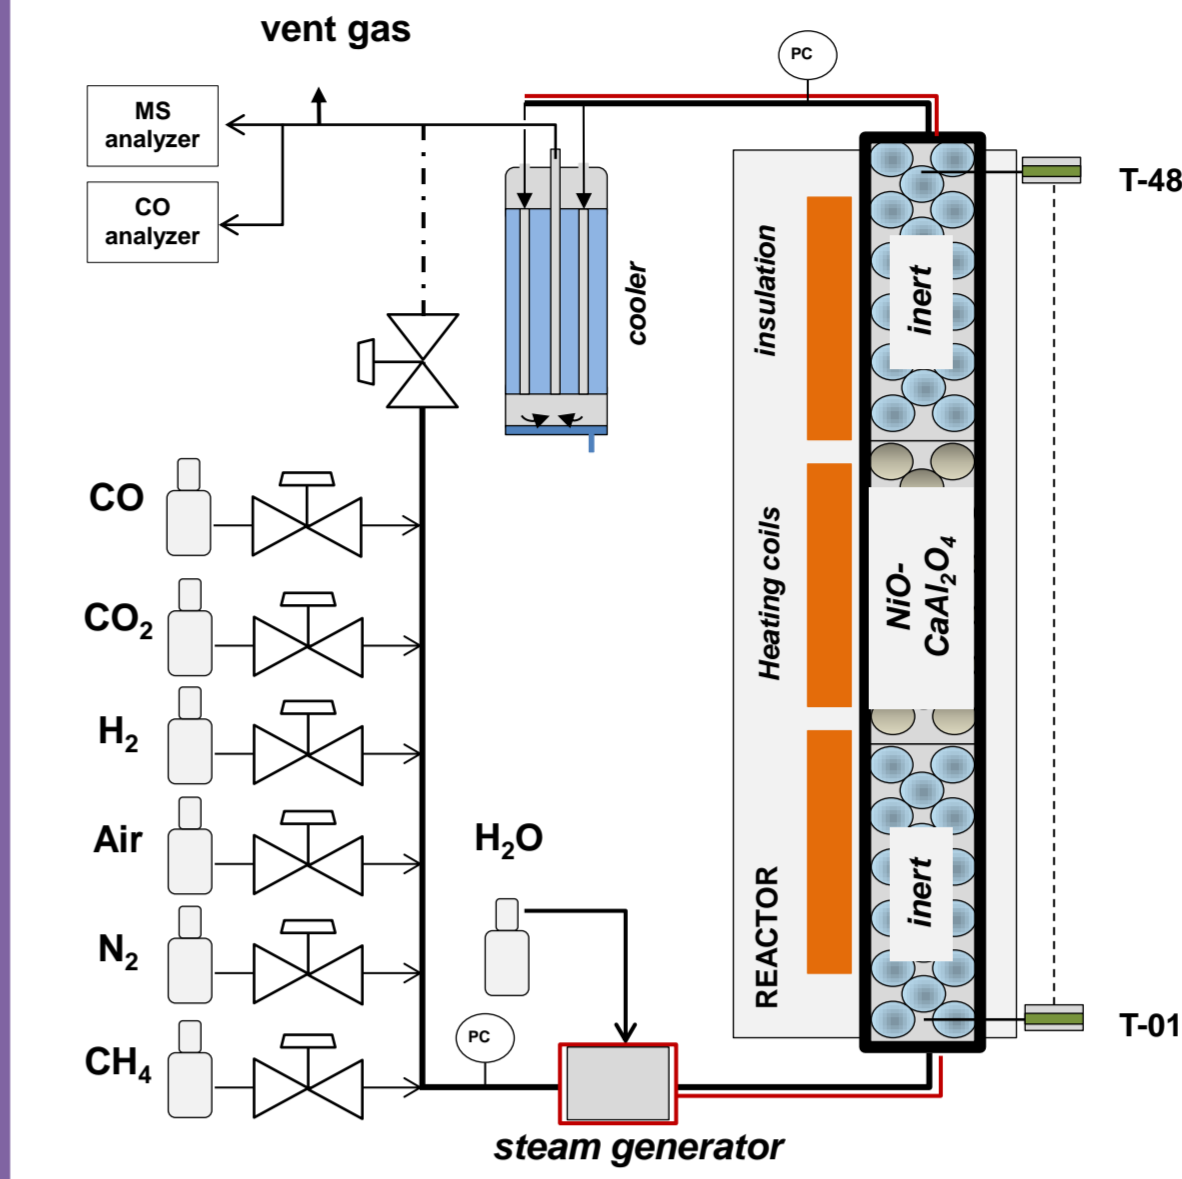 vent gas
PC
MS
analyzer
CO
analyzer
T-48
insulation
inert
cooler
CO
Heating coils
NiO-
CaAl₂O₄
CO₂
H₂
Air
H₂O
REACTOR
inert
N₂
T-01
PC
CH₄
steam generator